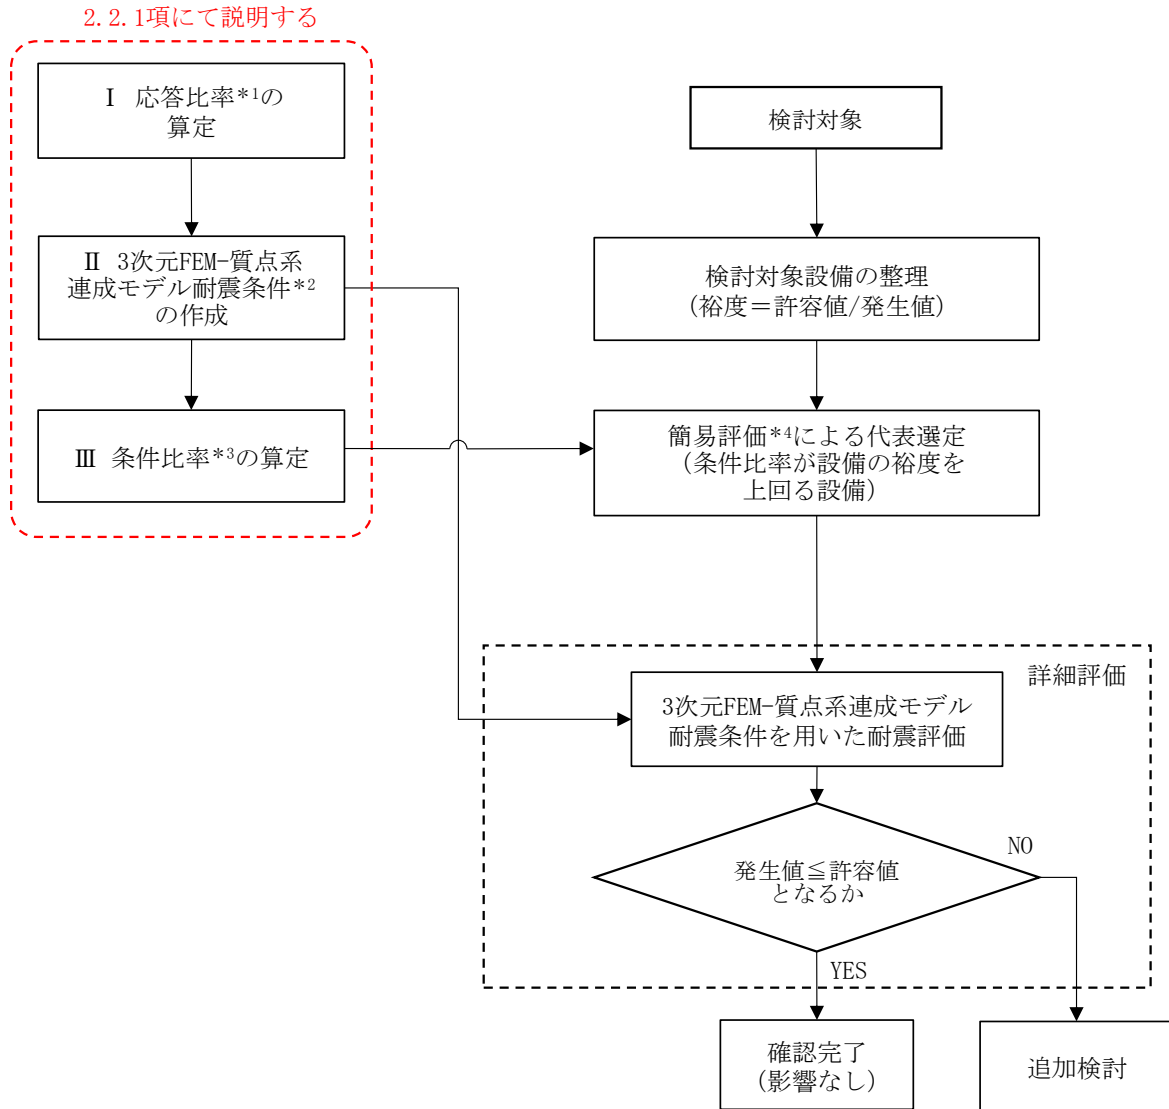 2.2.1項にて説明する
Ⅰ 応答比率*1の
算定
Ⅱ 3次元FEM-質点系
連成モデル耐震条件*2
の作成
Ⅲ 条件比率*3の算定
検討対象
検討対象設備の整理
(裕度＝許容値/発生値)
簡易評価*4による代表選定
(条件比率が設備の裕度を
上回る設備)
詳細評価
3次元FEM-質点系連成モデル
耐震条件を用いた耐震評価
発生値≦許容値
となるか
NO
YES
確認完了
(影響なし)
追加検討